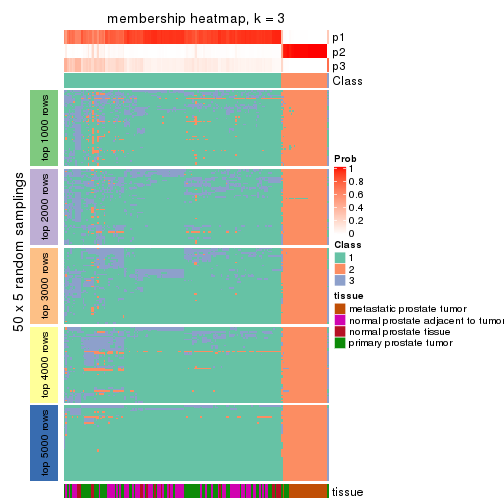 membership heatmap, k = 3
p1
p2
p3
Class
50 x 5 random samplings
top 1000 rows
top 2000 rows
top 3000 rows
top 4000 rows
top 5000 rows
Prob
1
0.8
0.6
0.4
0.2
0
Class
1
2
3
tissue
metastatic prostate tumor
normal prostate adjacent to tumor
normal prostate tissue
primary prostate tumor
tissue